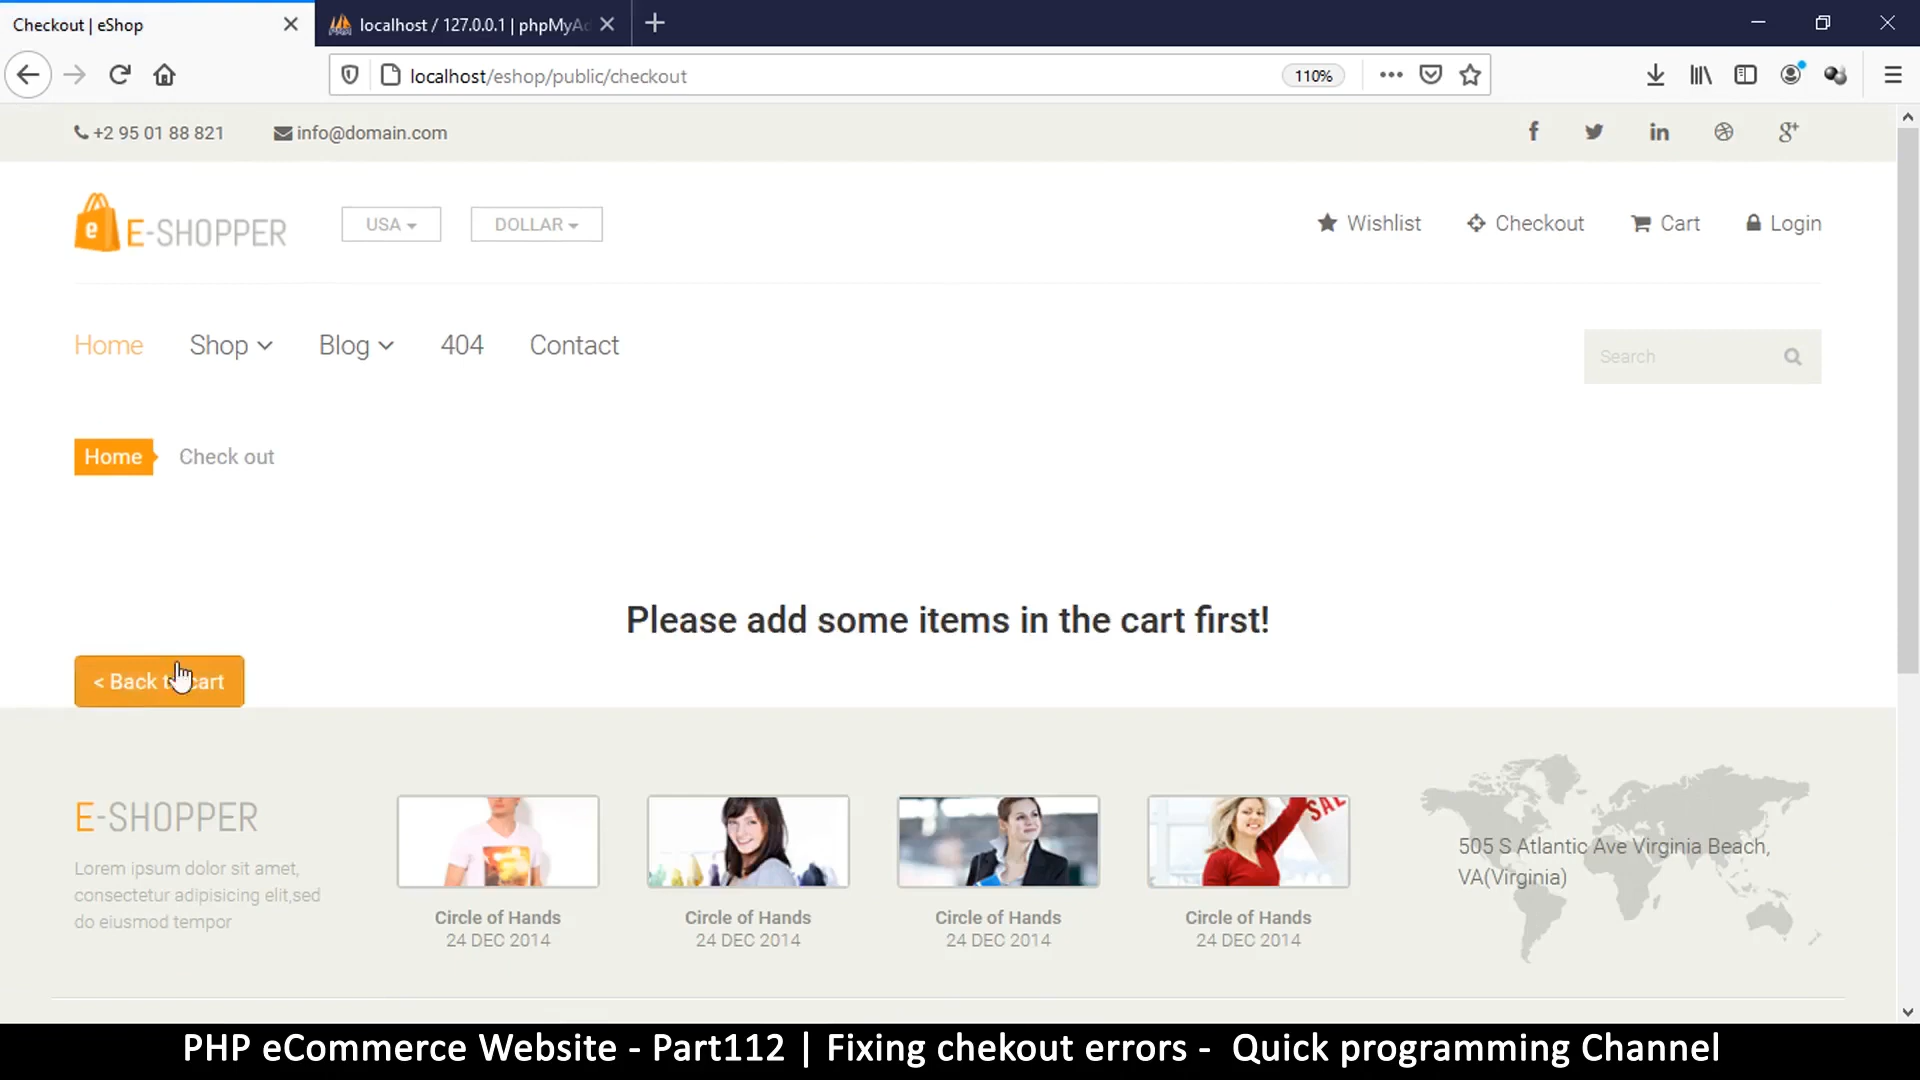 Checkout | eShop
localhost / 127.0.0.1 | phpMyAd
localhost/eshop/public/checkout
110%
+2 95 01 88 821
info@domain.com
E-SHOPPER
USA
DOLLAR
Wishlist
Checkout
Cart
Login
Home
Shop
Blog
404
Contact
Search
Home
Check out
Please add some items in the cart first!
< Back to cart
E-SHOPPER
Lorem ipsum dolor sit amet,
consectetur adipisicing elit,sed
do eiusmod tempor
SALE
Circle of Hands
24 DEC 2014
Circle of Hands
24 DEC 2014
Circle of Hands
24 DEC 2014
Circle of Hands
24 DEC 2014
505 S Atlantic Ave Virginia Beach,
VA(Virginia)
PHP eCommerce Website - Part112 | Fixing chekout errors - Quick programming Channel